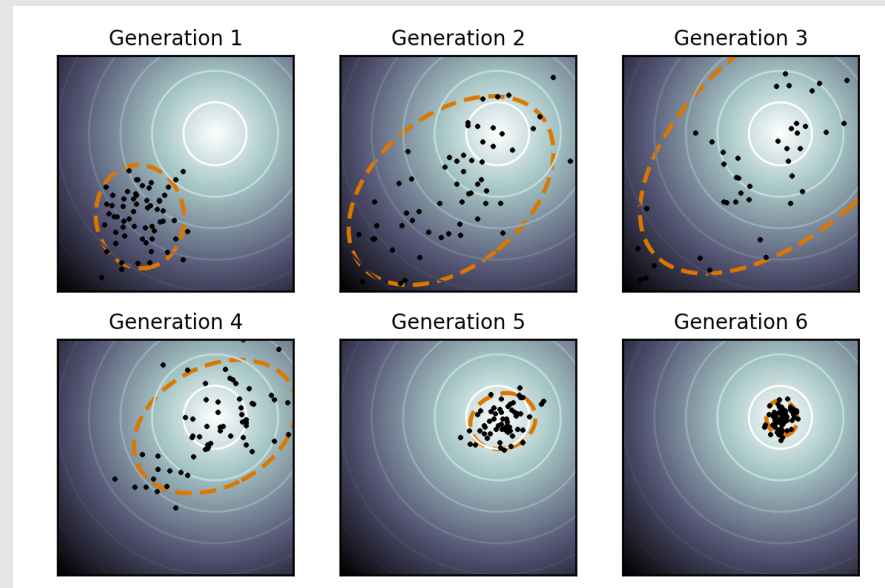 Generation 1
Generation 2
Generation 3
Generation 4
Generation 5
Generation 6